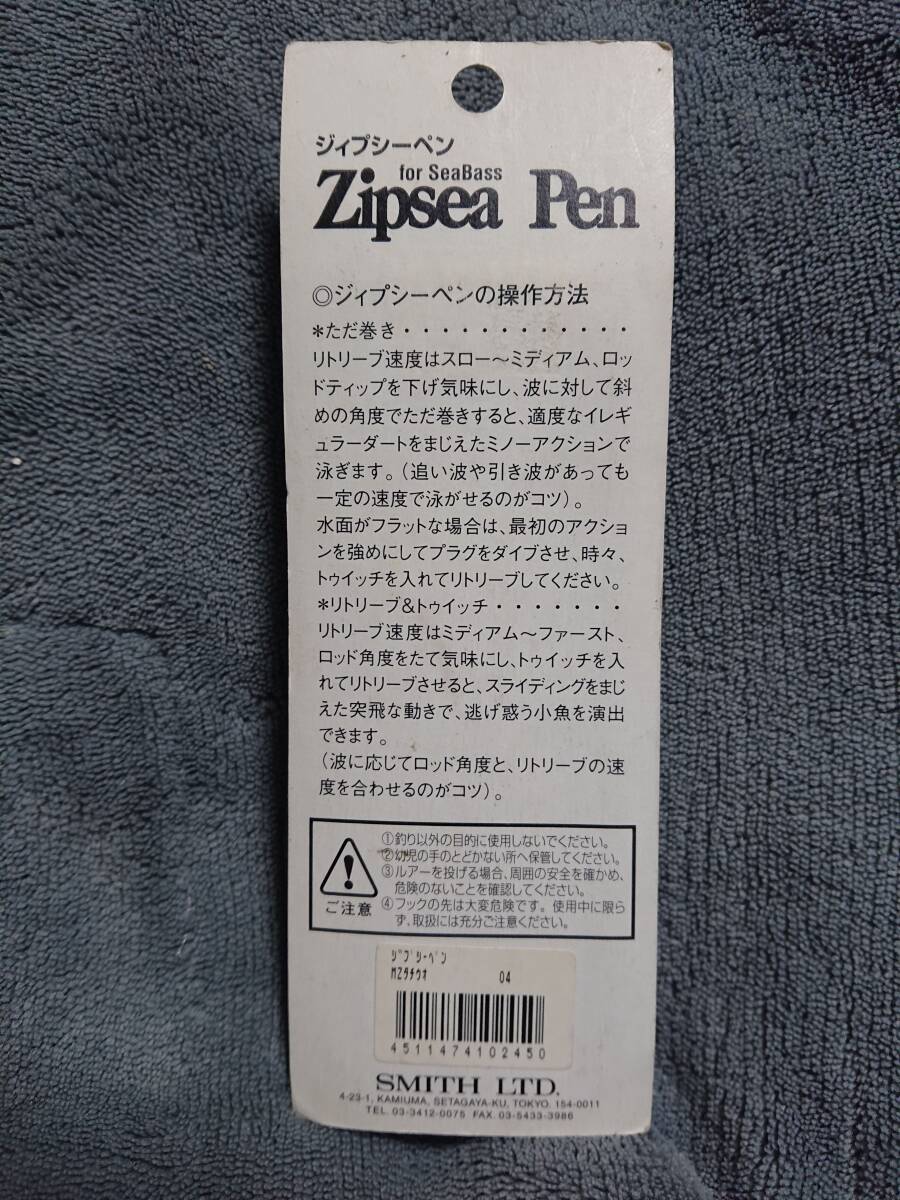 ジィプシーペン
for SeaBass
Zipsea Pen
◎ジィプシーペンの操作方法
*ただ巻き・・・・・・・・・・・・
リトリーブ速度はスロー〜ミディアム、ロッ
ドティップを下げ気味にし、波に対して斜
めの角度でただ巻きすると、適度なイレギ
ュラーダートをまじえたミノーアクションで
泳ぎます。（追い波や引き波があっても
一定の速度で泳がせるのがコツ）。
水面がフラットな場合は、最初のアクショ
ンを強めにしてプラグをダイブさせ、時々、
トゥイッチを入れてリトリーブしてください。
*リトリーブ&トゥイッチ・・・・・・・
リトリーブ速度はミディアム〜ファースト、
ロッド角度をたて気味にし、トゥイッチを入
れてリトリーブさせると、スライディングをまじ
えた突飛な動きで、逃げ惑う小魚を演出
できます。
（波に応じてロッド角度と、リトリーブの速
度を合わせるのがコツ）。
ご注意
①釣り以外の目的に使用しないでください。
②幼児の手のとどかない所へ保管してください。
③ルアーを投げる場合、周囲の安全を確かめ、
危険のないことを確認してください。
④フックの先は大変危険です。使用中に限ら
ず、取扱には充分ご注意ください。
ｼﾞﾌﾟｼｰﾍﾟﾝ
MZﾀﾁｳｵ 04
4511474102450
SMITH LTD.
4-23-1, KAMIUMA, SETAGAYA-KU, TOKYO. 154-0011
TEL. 03-3412-0075 FAX. 03-5433-3986